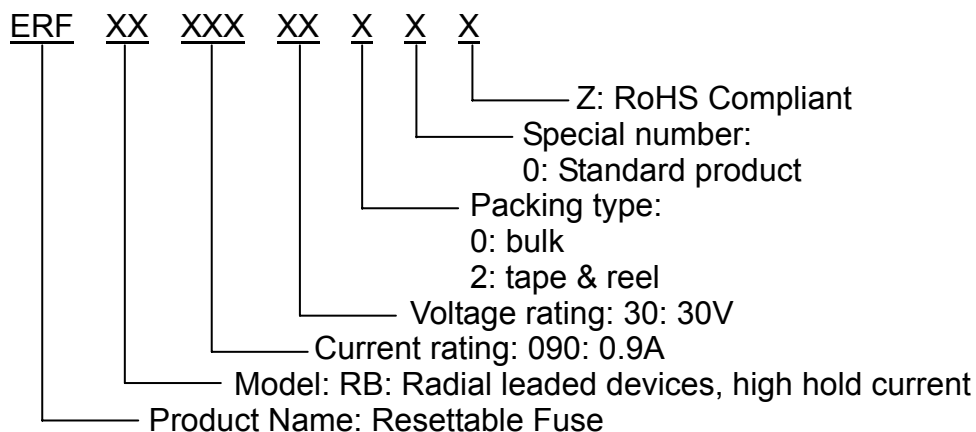 ERF XX XXX XX X X X
Z: RoHS Compliant
Special number:
0: Standard product
Packing type:
0: bulk
2: tape & reel
Voltage rating: 30: 30V
Current rating: 090: 0.9A
Model: RB: Radial leaded devices, high hold current
Product Name: Resettable Fuse